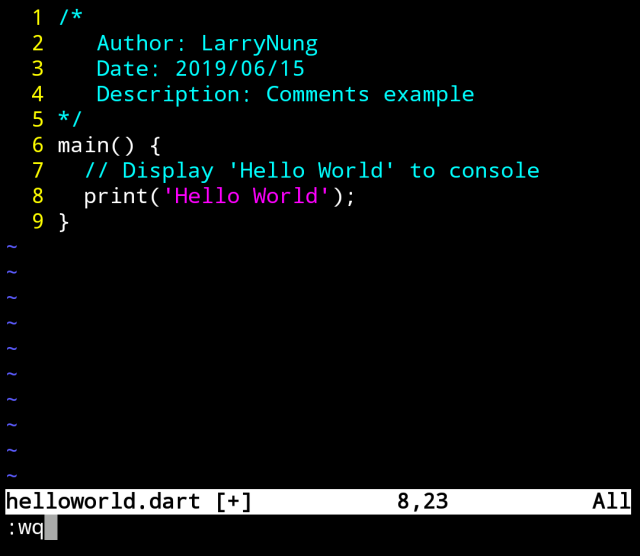 1 /*
2    Author: LarryNung
3    Date: 2019/06/15
4    Description: Comments example
5 */
6 main() {
7   // Display 'Hello World' to console
8   print('Hello World');
9 }
~
~
~
~
~
~
~
~
~
~
helloworld.dart [+] 8,23 All
:wq